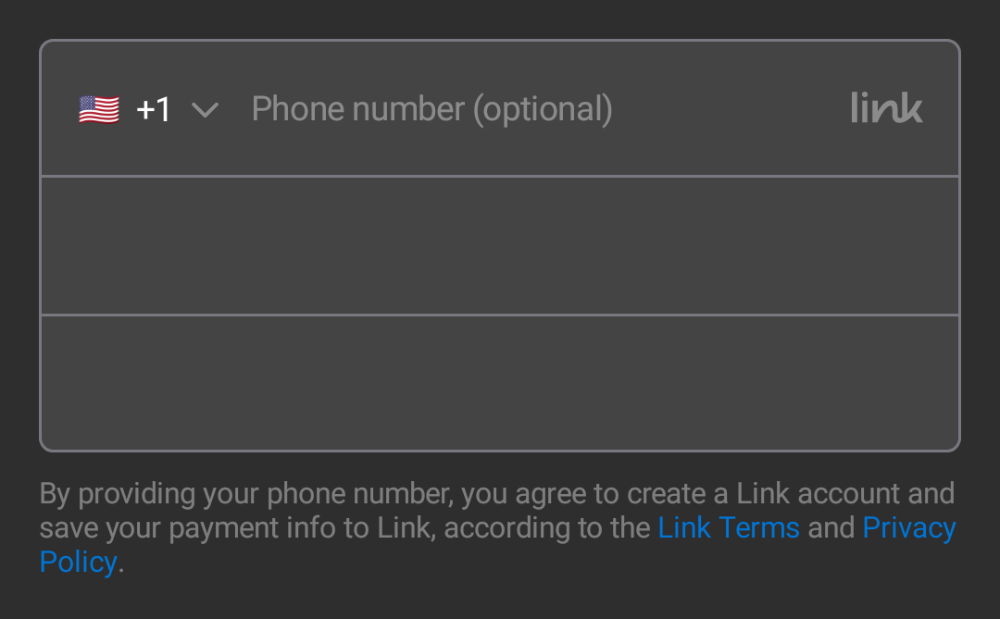 +1 Phone number (optional) link
By providing your phone number, you agree to create a Link account and
save your payment info to Link, according to the Link Terms and Privacy
Policy.